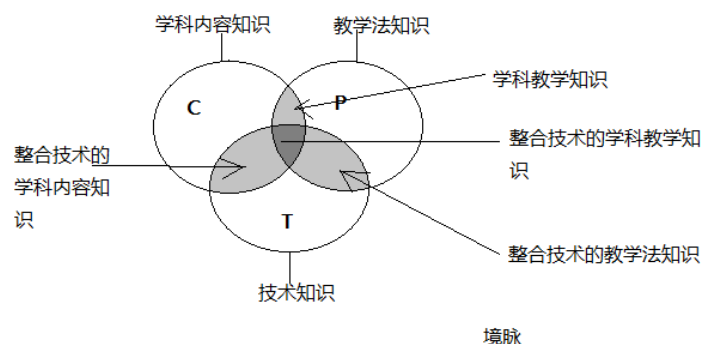 学科内容知识
教学法知识
C
P
学科教学知识
整合技术的学科教学知
识
整合技术的
学科内容知
识
T
整合技术的教学法知识
技术知识
境脉